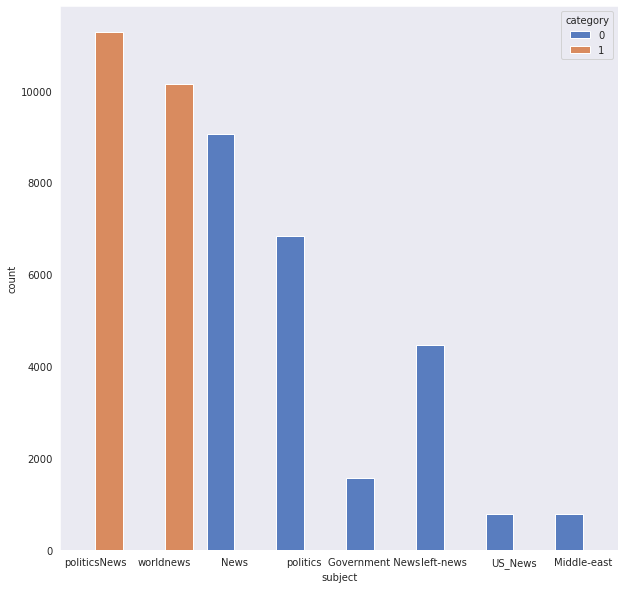 category
0
1
10000
8000
6000
4000
2000
0
count
politicsNews worldnews News politics Government News left-news US_News Middle-east
subject